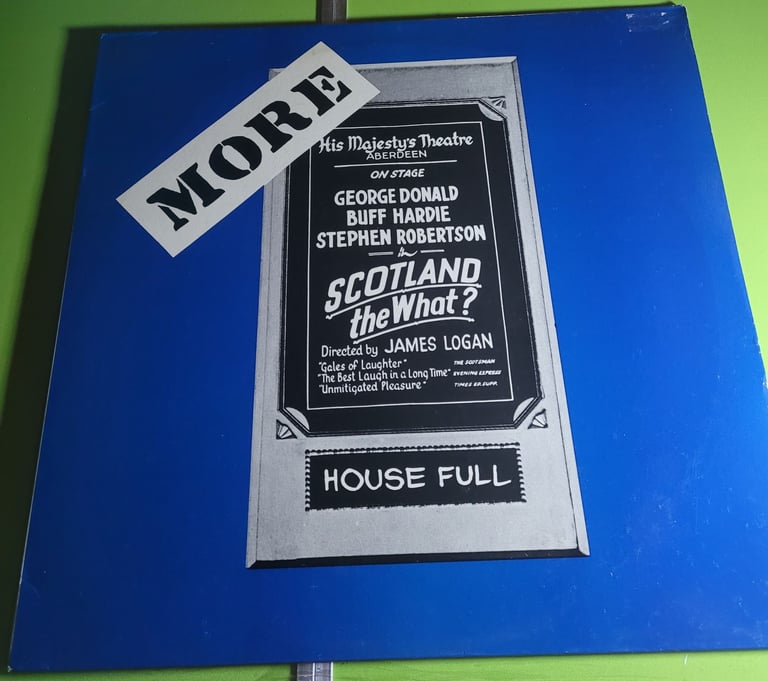 MORE
His Majesty's Theatre
ABERDEEN
ON STAGE
GEORGE DONALD
BUFF HARDIE
STEPHEN ROBERTSON
in
SCOTLAND
the What?
Directed by JAMES LOGAN
"Gales of Laughter" THE SCOTSMAN
"The Best Laugh in a Long Time" EVENING EXPRESS
"Unmitigated Pleasure" TIMES ED. SUPP.
HOUSE FULL